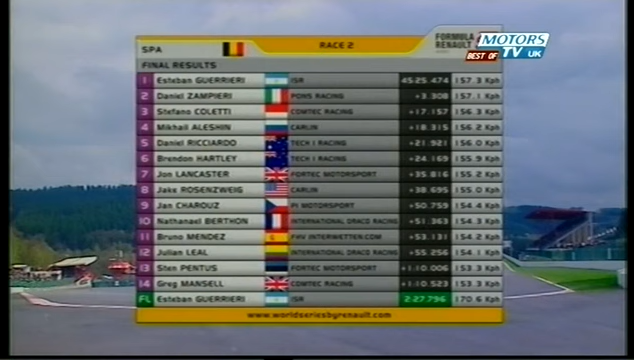 SPA RACE 2 FORMULA RENAULT
MOTORS
BEST OF TV UK
FINAL RESULTS
1 Esteban GUERRIERI ISR 45:25.474 157.3 Kph
2 Daniel ZAMPIERI PONS RACING +3.308 157.1 Kph
3 Stefano COLETTI COMTEC RACING +17.157 156.3 Kph
4 Mikhail ALESHIN CARLIN +18.315 156.2 Kph
5 Daniel RICCIARDO TECH 1 RACING +21.921 156.0 Kph
6 Brendon HARTLEY TECH 1 RACING +24.169 155.9 Kph
7 Jon LANCASTER FORTEC MOTORSPORT +35.816 155.2 Kph
8 Jake ROSENZWEIG CARLIN +38.695 155.0 Kph
9 Jan CHAROUZ P1 MOTORSPORT +50.759 154.4 Kph
10 Nathanael BERTHON INTERNATIONAL DRACO RACING +51.363 154.3 Kph
11 Bruno MENDEZ FHV INTERWETTEN.COM +53.131 154.2 Kph
12 Julian LEAL INTERNATIONAL DRACO RACING +55.256 154.1 Kph
13 Sten PENTUS FORTEC MOTORSPORT +1:10.006 153.3 Kph
14 Greg MANSELL COMTEC RACING +1:10.523 153.3 Kph
FL Esteban GUERRIERI ISR 2:27.796 170.6 Kph
www.worldseriesbyrenault.com